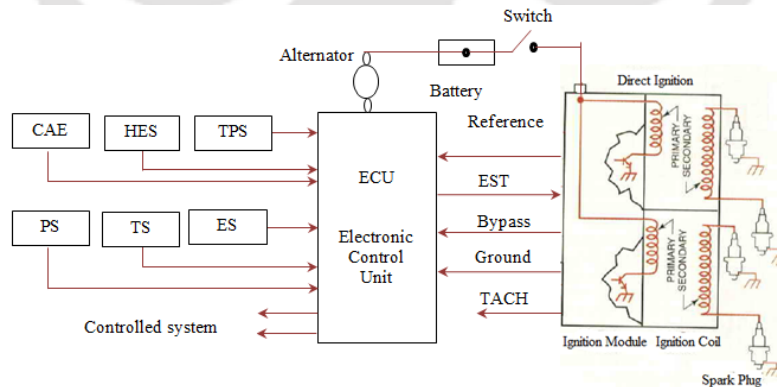 Switch
Alternator
Battery
Direct Ignition
CAE
HES
TPS
Reference
ECU
EST
PRIMARY
SECONDARY
PS
TS
ES
Electronic
Control
Unit
Bypass
Ground
PRIMARY
SECONDARY
TACH
Controlled system
Ignition Module
Ignition Coil
Spark Plug